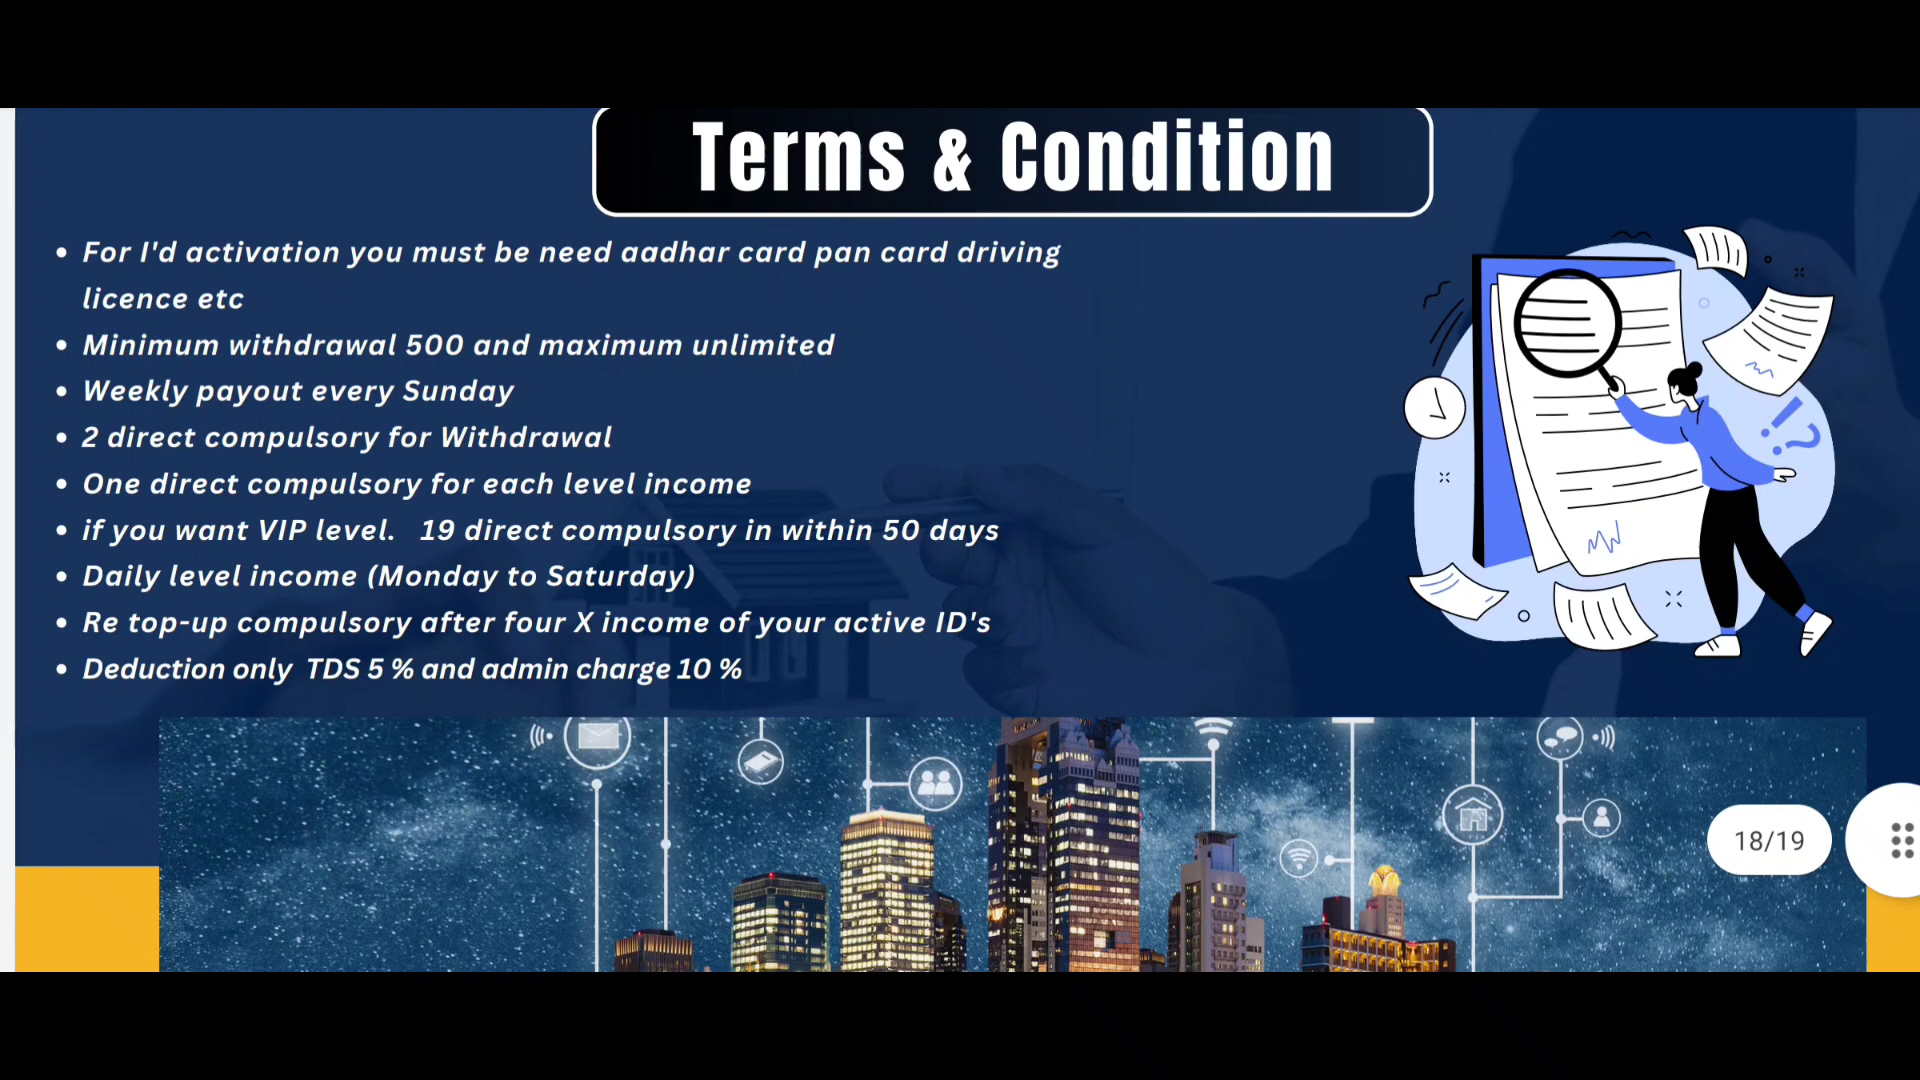 Terms & Condition
• For I'd activation you must be need aadhar card pan card driving
licence etc
• Minimum withdrawal 500 and maximum unlimited
• Weekly payout every Sunday
• 2 direct compulsory for Withdrawal
• One direct compulsory for each level income
• if you want VIP level.   19 direct compulsory in within 50 days
• Daily level income (Monday to Saturday)
• Re top-up compulsory after four X income of your active ID's
• Deduction only  TDS 5 % and admin charge 10 %
18/19